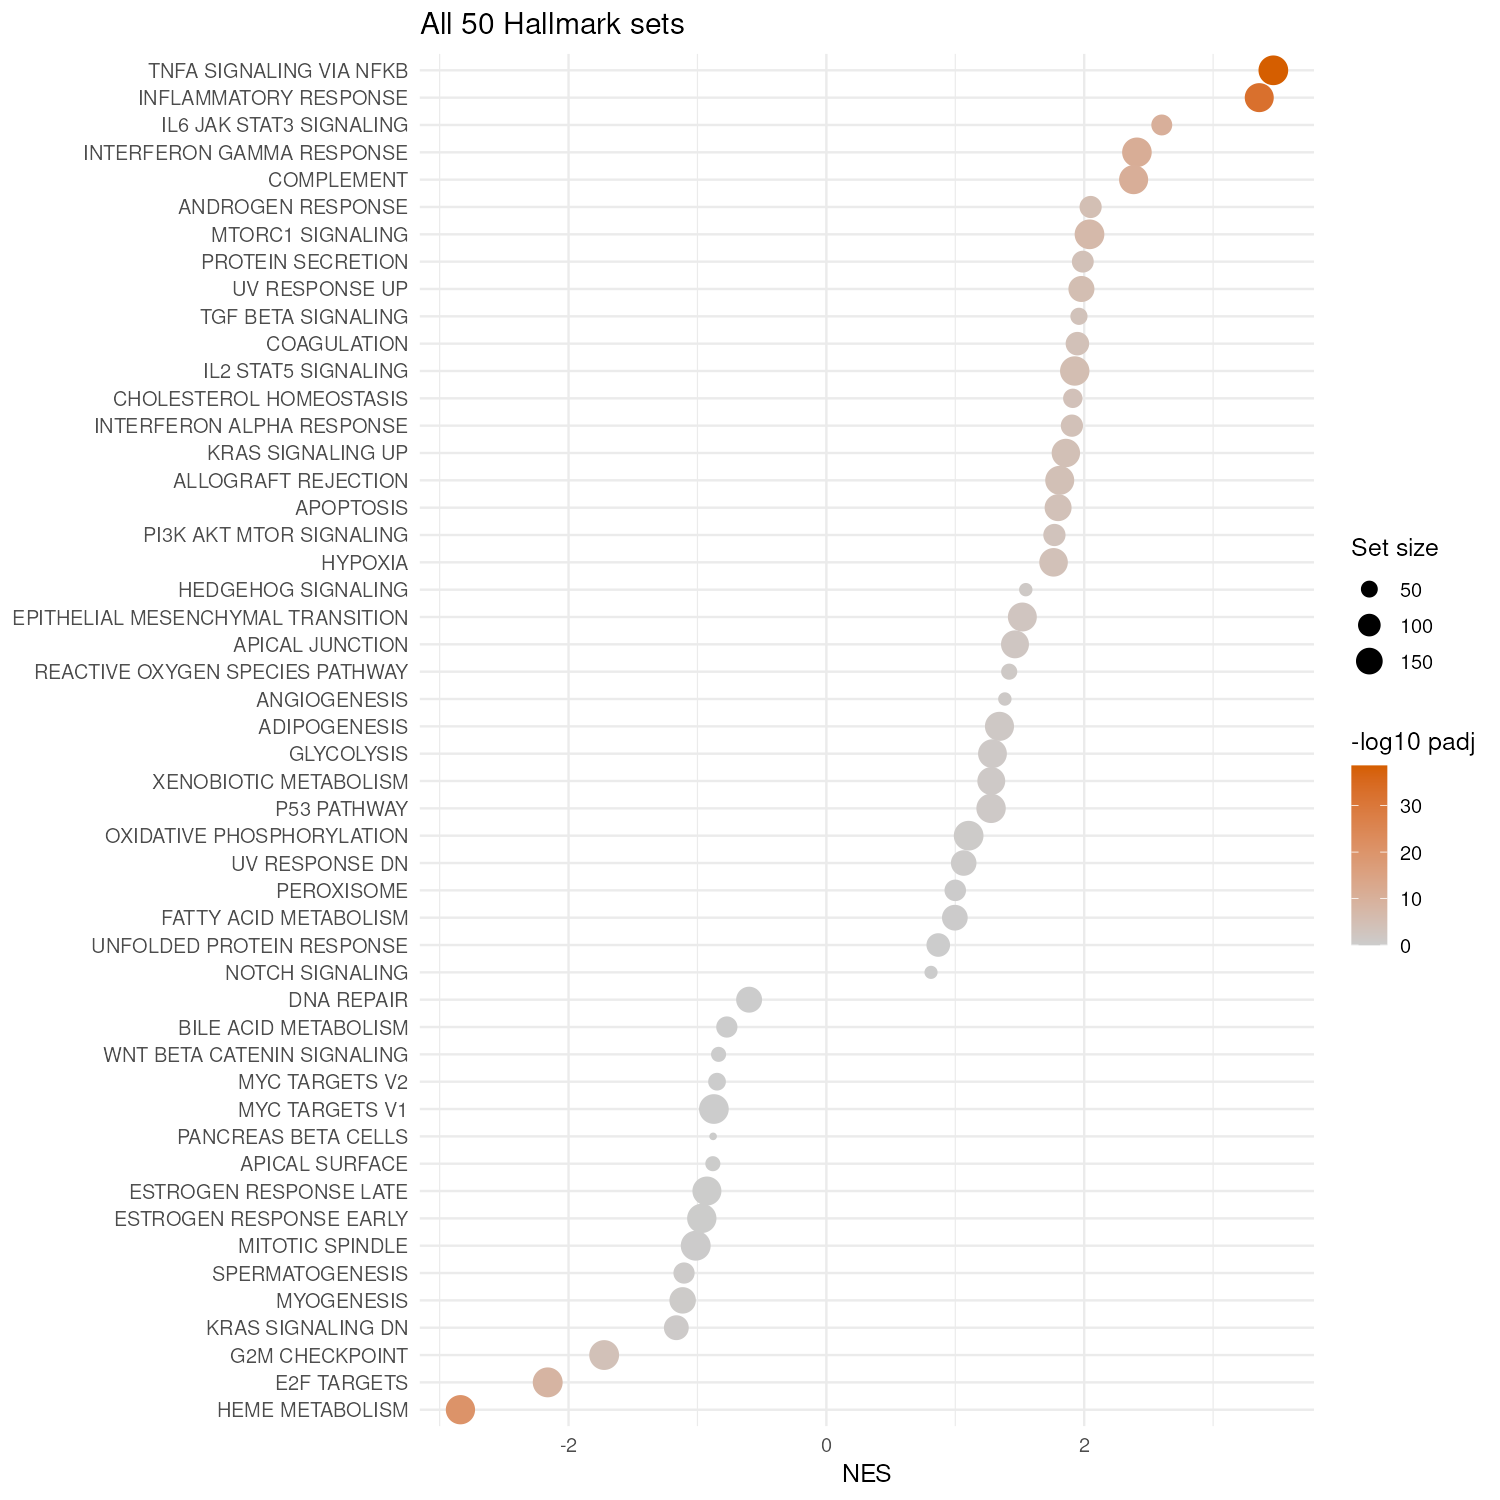 All 50 Hallmark sets
TNFA SIGNALING VIA NFKB
INFLAMMATORY RESPONSE
IL6 JAK STAT3 SIGNALING
INTERFERON GAMMA RESPONSE
COMPLEMENT
ANDROGEN RESPONSE
MTORC1 SIGNALING
PROTEIN SECRETION
UV RESPONSE UP
TGF BETA SIGNALING
COAGULATION
IL2 STAT5 SIGNALING
CHOLESTEROL HOMEOSTASIS
INTERFERON ALPHA RESPONSE
KRAS SIGNALING UP
ALLOGRAFT REJECTION
APOPTOSIS
PI3K AKT MTOR SIGNALING
HYPOXIA
HEDGEHOG SIGNALING
EPITHELIAL MESENCHYMAL TRANSITION
APICAL JUNCTION
REACTIVE OXYGEN SPECIES PATHWAY
ANGIOGENESIS
ADIPOGENESIS
GLYCOLYSIS
XENOBIOTIC METABOLISM
P53 PATHWAY
OXIDATIVE PHOSPHORYLATION
UV RESPONSE DN
PEROXISOME
FATTY ACID METABOLISM
UNFOLDED PROTEIN RESPONSE
NOTCH SIGNALING
DNA REPAIR
BILE ACID METABOLISM
WNT BETA CATENIN SIGNALING
MYC TARGETS V2
MYC TARGETS V1
PANCREAS BETA CELLS
APICAL SURFACE
ESTROGEN RESPONSE LATE
ESTROGEN RESPONSE EARLY
MITOTIC SPINDLE
SPERMATOGENESIS
MYOGENESIS
KRAS SIGNALING DN
G2M CHECKPOINT
E2F TARGETS
HEME METABOLISM
-2 0 2
NES
Set size
50
100
150
-log10 padj
30
20
10
0